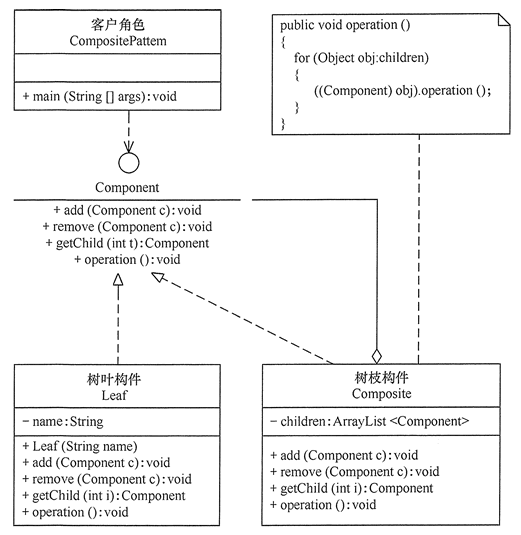 客户角色
CompositePattem
+ main (String [] args): void
public void operation ()
{
for (Object obj:children)
{
((Component) obj).operation ();
}
}
Component
+ add (Component c): void
+ remove (Component c): void
+ getChild (int t): Component
+ operation (): void
树叶构件
Leaf
- name: String
+ Leaf (String name)
+ add (Component c): void
+ remove (Component c): void
+ getChild (int i): Component
+ operation (): void
树枝构件
Composite
- children: ArrayList <Component>
+ add (Component c): void
+ remove (Component c): void
+ getChild (int i): Component
+ operation (): void